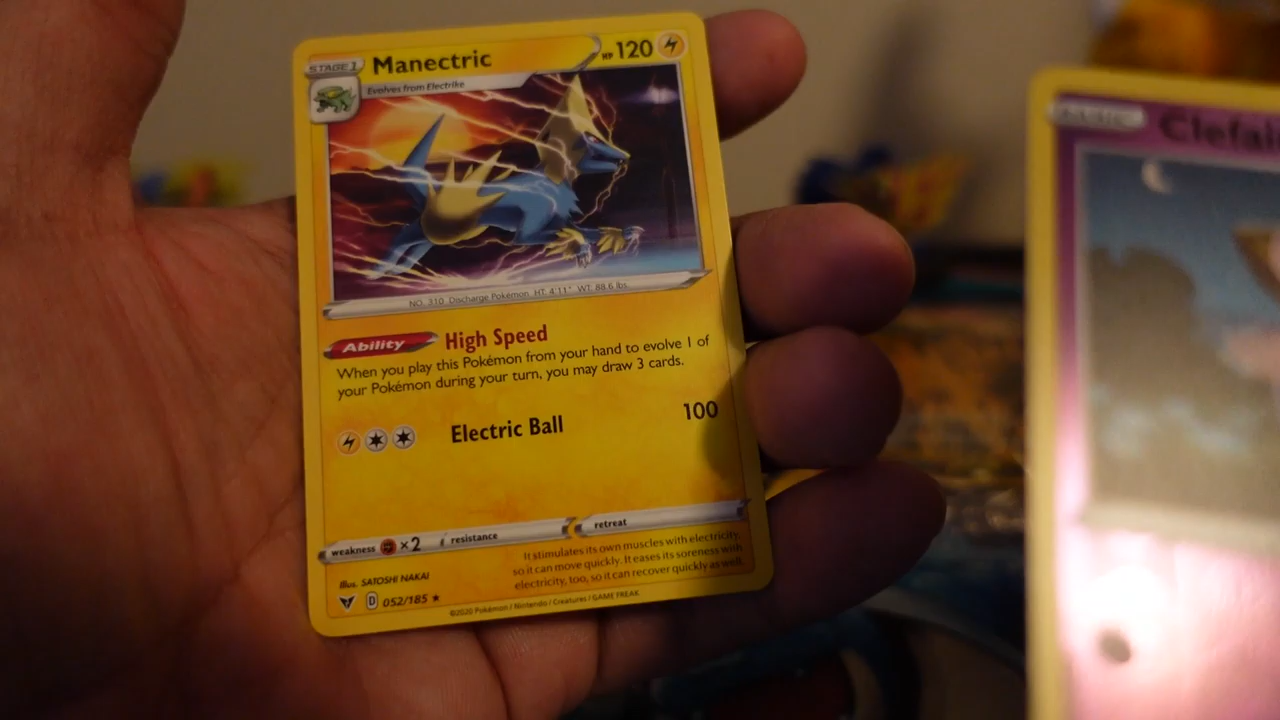 STAGE 1
Manectric
HP 120
Evolves from Electrike
NO. 310 Discharge Pokémon HT: 4'11" WT: 88.6 lbs.
Ability High Speed
When you play this Pokémon from your hand to evolve 1 of
your Pokémon during your turn, you may draw 3 cards.
Electric Ball 100
weakness ×2 resistance retreat
It stimulates its own muscles with electricity,
so it can move quickly. It eases its soreness with
electricity, too, so it can recover quickly as well.
Illus. SATOSHI NAKAI
D 052/185 ★
©2020 Pokémon / Nintendo / Creatures / GAME FREAK
BASIC